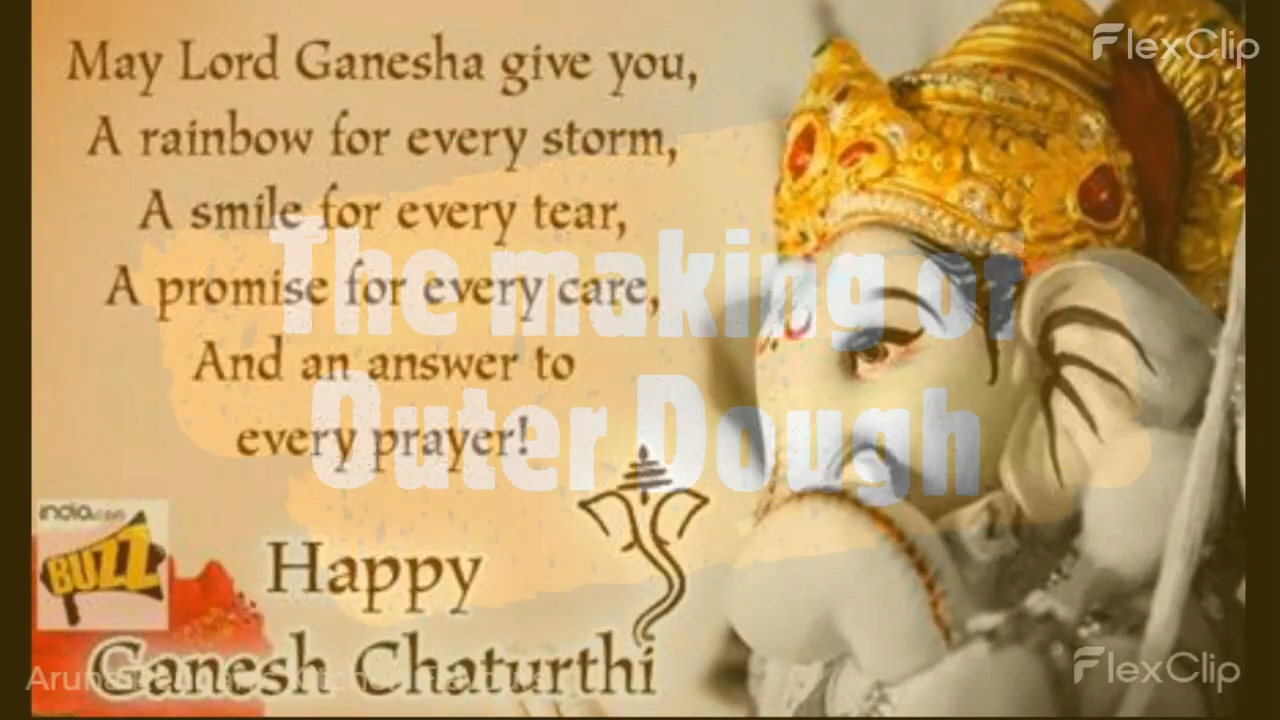 FlexClip
May Lord Ganesha give you,
A rainbow for every storm,
A smile for every tear,
A promise for every care,
And an answer to
every prayer!
The making of
Outer Dough
india.com
BUZZ
Happy
Ganesh Chaturthi
FlexClip